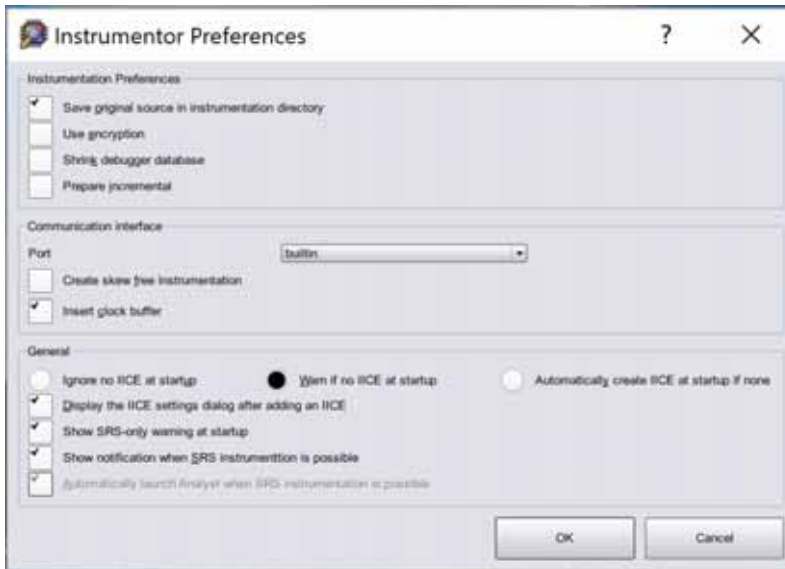 Instrumentor Preferences ? X
Instrumentation Preferences
Save original source in instrumentation directory
Use encryption
Shrink debugger database
Prepare incremental
Communication interface
Port builtin
Create skew free instrumentation
Insert clock buffer
General
Ignore no IICE at startup Warn if no IICE at startup Automatically create IICE at startup if none
Display the IICE settings dialog after adding an IICE
Show SRS-only warning at startup
Show notification when SRS instrumenttion is possible
Automatically launch Analyst when SRS instrumentation is possible
OK Cancel